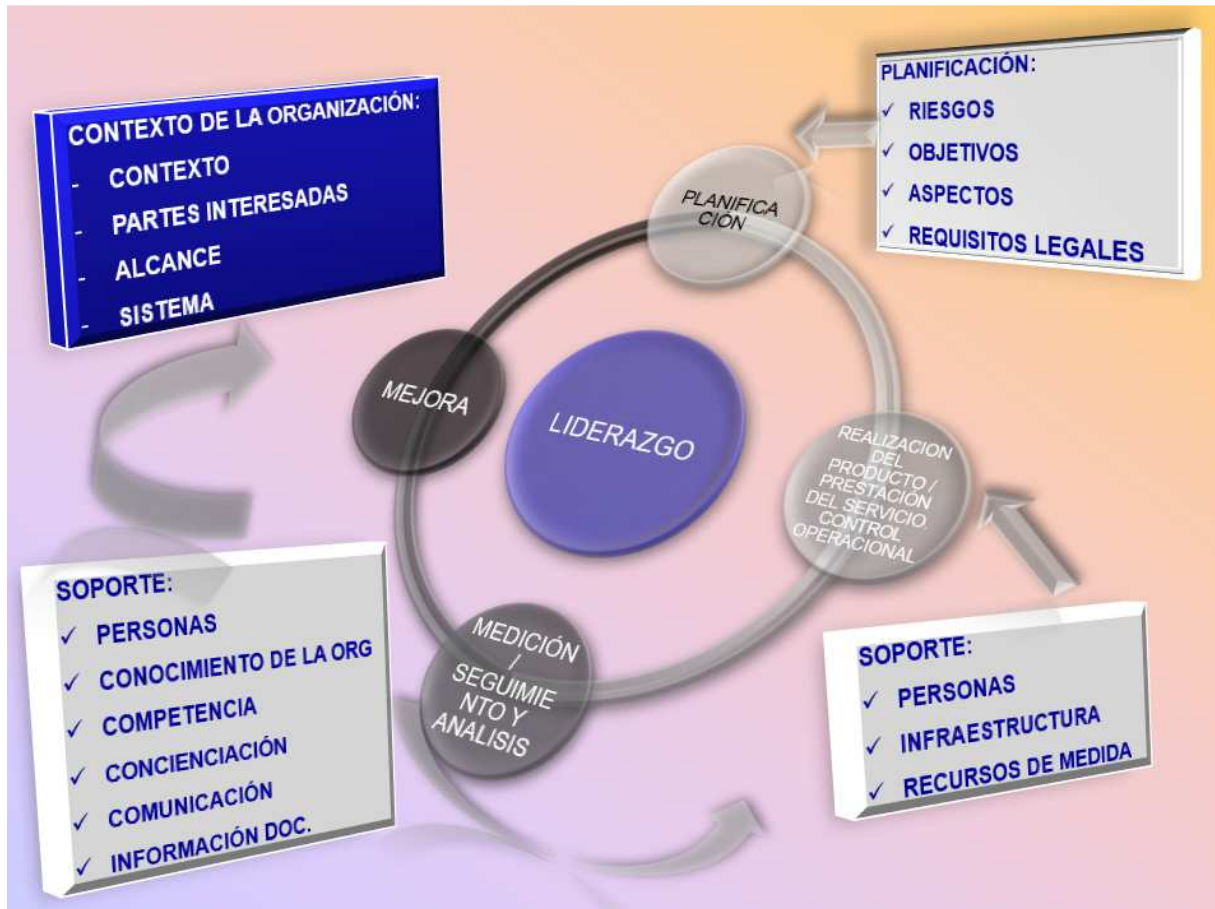 CONTEXTO DE LA ORGANIZACIÓN:
- CONTEXTO
- PARTES INTERESADAS
- ALCANCE
- SISTEMA
PLANIFICACIÓN:
✓ RIESGOS
✓ OBJETIVOS
✓ ASPECTOS
✓ REQUISITOS LEGALES
PLANIFICA
CIÓN
MEJORA
LIDERAZGO
REALIZACION
DEL
PRODUCTO /
PRESTACIÓN
DEL SERVICIO.
CONTROL
OPERACIONAL
MEDICIÓN
/
SEGUIMIE
NTO Y
ANALISIS
SOPORTE:
✓ PERSONAS
✓ CONOCIMIENTO DE LA ORG
✓ COMPETENCIA
✓ CONCIENCIACIÓN
✓ COMUNICACIÓN
✓ INFORMACIÓN DOC.
SOPORTE:
✓ PERSONAS
✓ INFRAESTRUCTURA
✓ RECURSOS DE MEDIDA